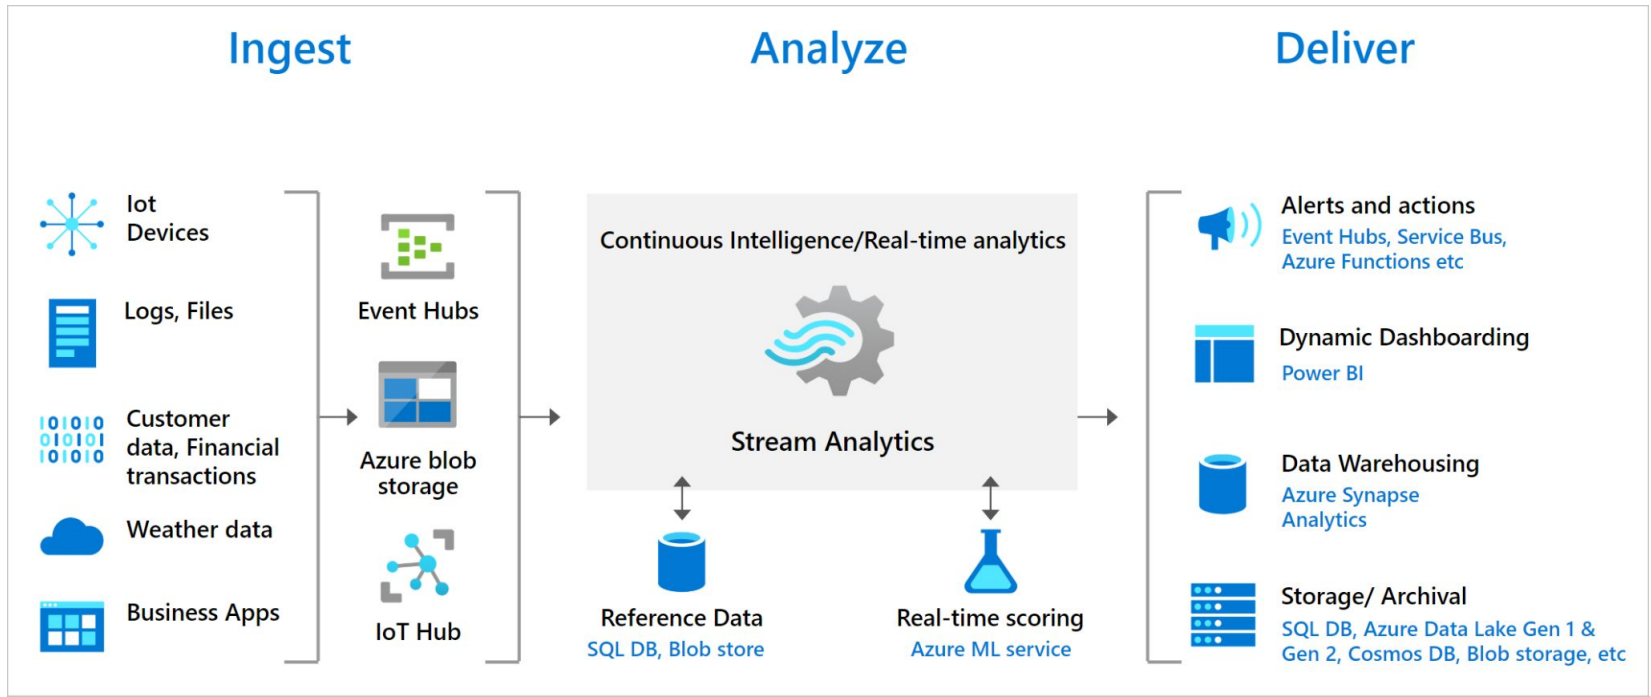 Ingest
Analyze
Deliver
Iot
Devices
Logs, Files
Customer
data, Financial
transactions
Weather data
Business Apps
Event Hubs
Azure blob
storage
IoT Hub
Continuous Intelligence/Real-time analytics
Stream Analytics
Reference Data
SQL DB, Blob store
Real-time scoring
Azure ML service
Alerts and actions
Event Hubs, Service Bus,
Azure Functions etc
Dynamic Dashboarding
Power BI
Data Warehousing
Azure Synapse
Analytics
Storage/ Archival
SQL DB, Azure Data Lake Gen 1 &
Gen 2, Cosmos DB, Blob storage, etc